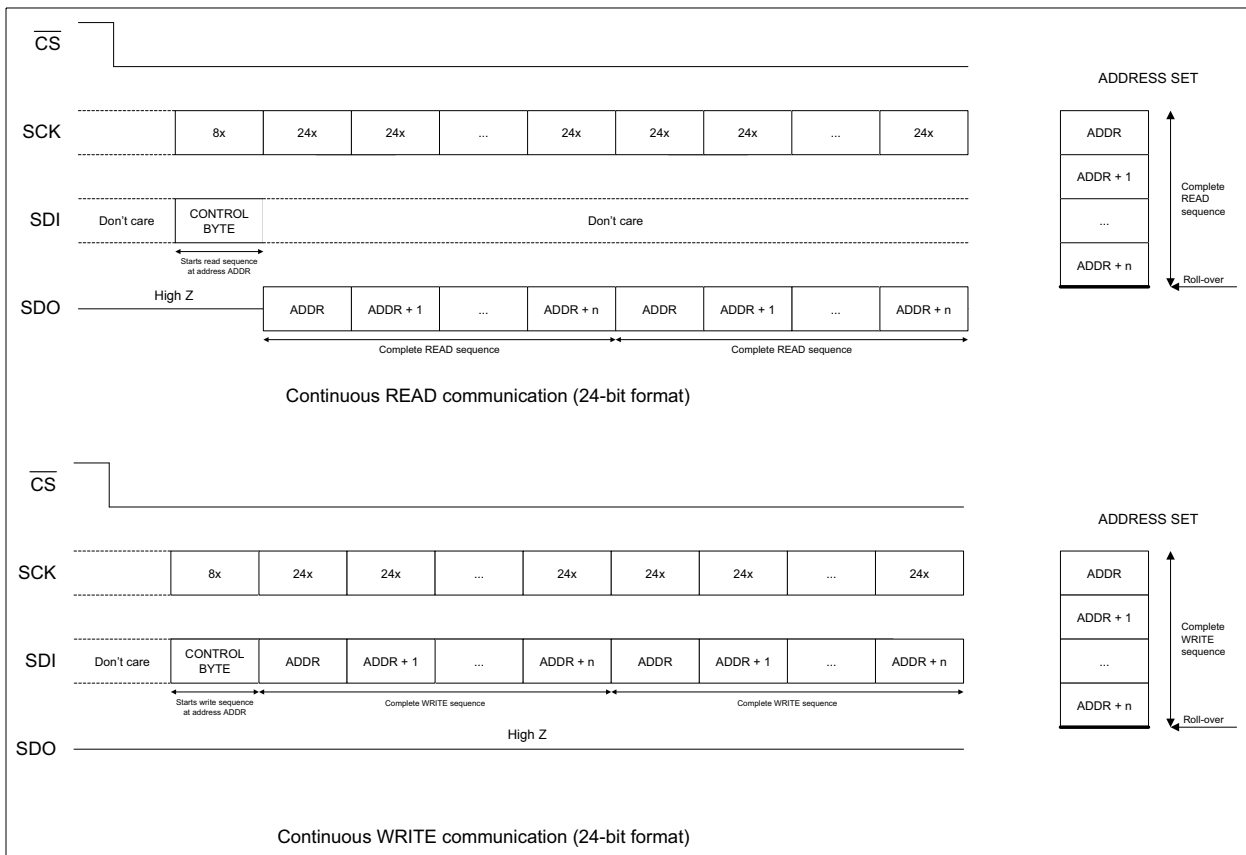 CS
ADDRESS SET
SCK
8x 24x 24x ... 24x 24x 24x ... 24x
ADDR
ADDR + 1
...
ADDR + n
Complete
READ
sequence
Roll-over
SDI
Don't care
CONTROL
BYTE
Don't care
Starts read sequence
at address ADDR
SDO
High Z
ADDR ADDR + 1 ... ADDR + n ADDR ADDR + 1 ... ADDR + n
Complete READ sequence Complete READ sequence
Continuous READ communication (24-bit format)
CS
ADDRESS SET
SCK
8x 24x 24x ... 24x 24x 24x ... 24x
ADDR
ADDR + 1
...
ADDR + n
Complete
WRITE
sequence
Roll-over
SDI
Don't care
CONTROL
BYTE
ADDR ADDR + 1 ... ADDR + n ADDR ADDR + 1 ... ADDR + n
Starts write sequence
at address ADDR
Complete WRITE sequence Complete WRITE sequence
SDO
High Z
Continuous WRITE communication (24-bit format)